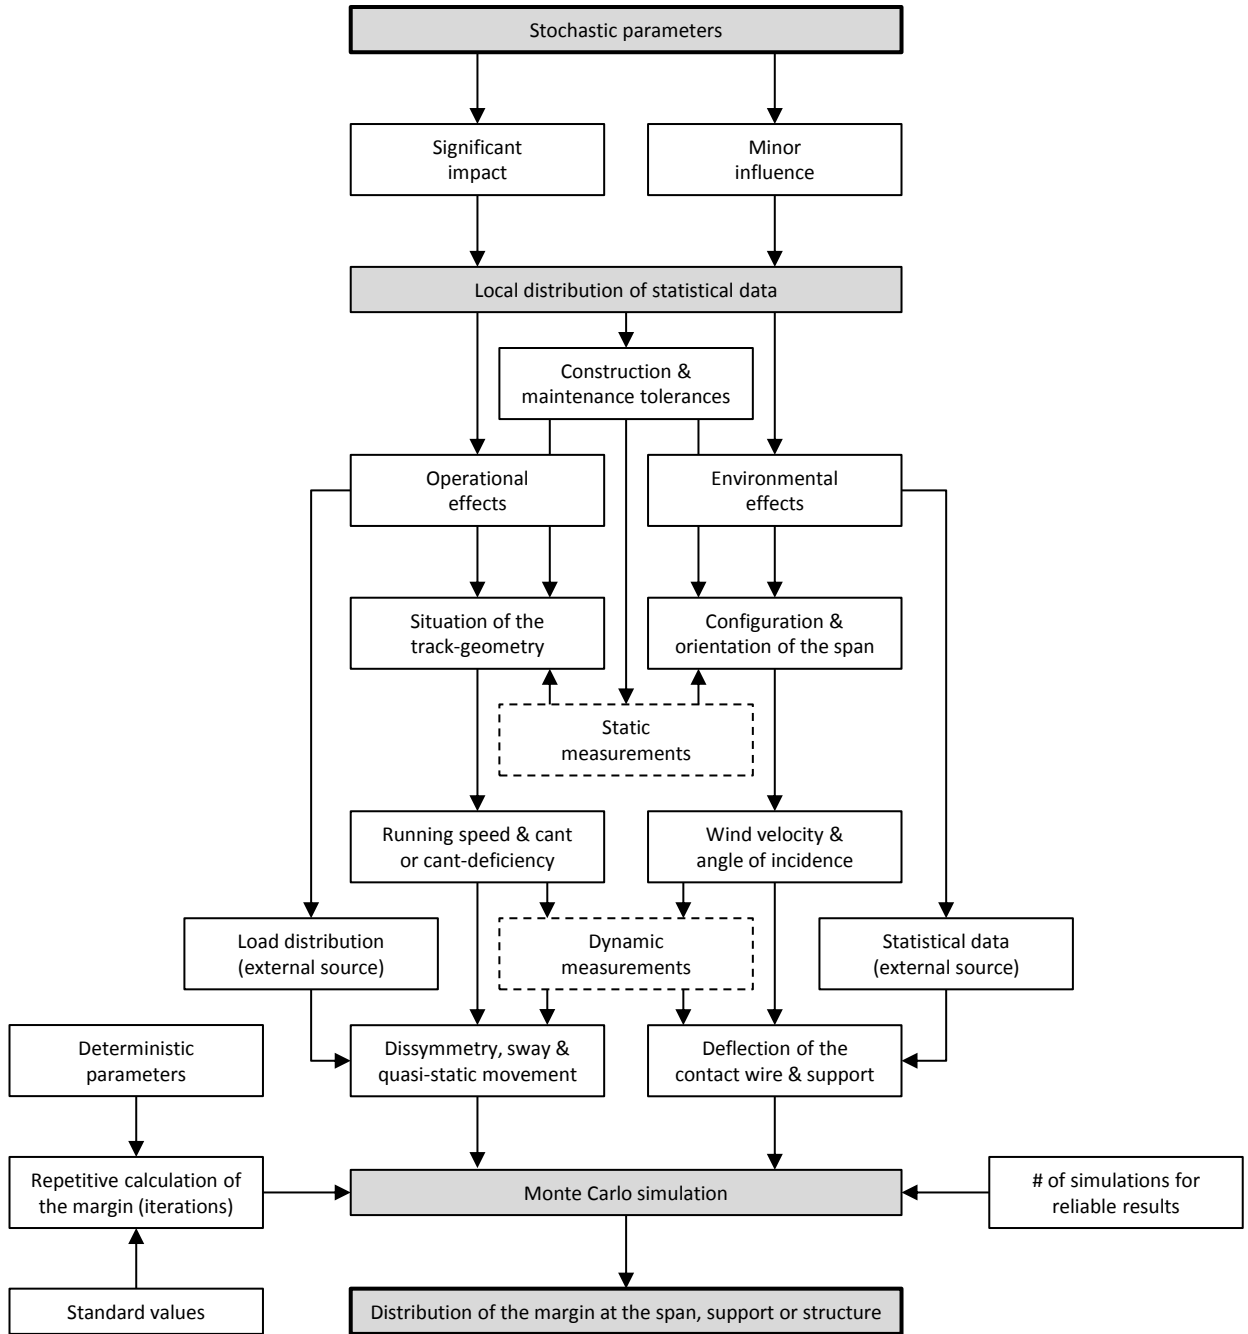 Stochastic parameters
Significant
impact
Minor
influence
Local distribution of statistical data
Construction &
maintenance tolerances
Operational
effects
Environmental
effects
Situation of the
track-geometry
Configuration &
orientation of the span
Static
measurements
Running speed & cant
or cant-deficiency
Wind velocity &
angle of incidence
Load distribution
(external source)
Dynamic
measurements
Statistical data
(external source)
Deterministic
parameters
Dissymmetry, sway &
quasi-static movement
Deflection of the
contact wire & support
Repetitive calculation of
the margin (iterations)
Monte Carlo simulation
# of simulations for
reliable results
Standard values
Distribution of the margin at the span, support or structure